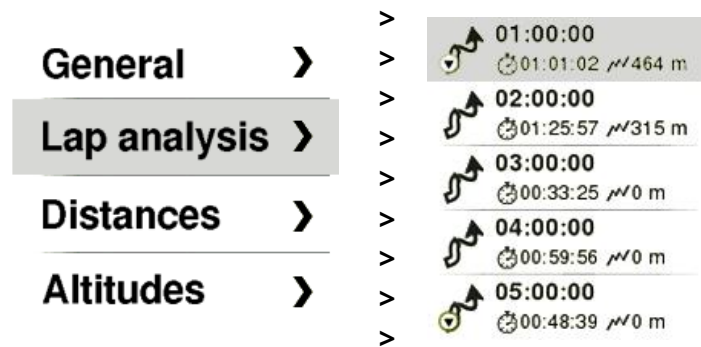 General ❯
Lap analysis ❯
Distances ❯
Altitudes ❯
>
>
>
>
>
>
>
>
>
01:00:00
01:01:02 464 m
02:00:00
01:25:57 315 m
03:00:00
00:33:25 0 m
04:00:00
00:59:56 0 m
05:00:00
00:48:39 0 m